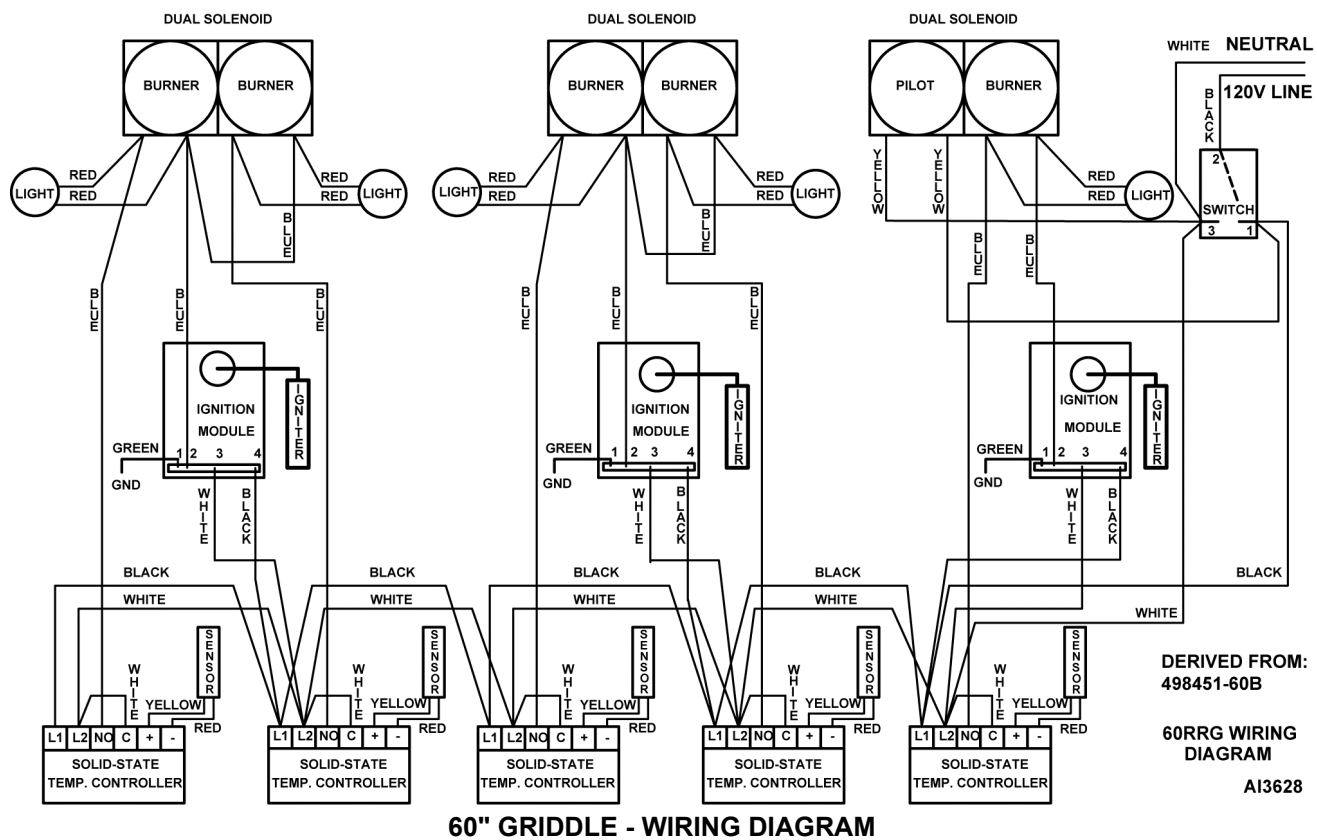 DUAL SOLENOID
DUAL SOLENOID
DUAL SOLENOID
WHITE NEUTRAL
BURNER BURNER
BURNER BURNER
PILOT BURNER
BLACK
120V LINE
2
SWITCH
3 1
LIGHT
RED
RED
RED
RED
LIGHT
LIGHT
RED
RED
RED
RED
LIGHT
YELLOW
YELLOW
RED
RED
LIGHT
BLUE
BLUE
BLUE
BLUE
BLUE
BLUE
BLUE
BLUE
BLUE
BLUE
IGNITION
MODULE
1 2 3 4
IGNITER
GREEN
GND
WHITE
BLACK
IGNITION
MODULE
1 2 3 4
IGNITER
GREEN
GND
WHITE
BLACK
IGNITION
MODULE
1 2 3 4
IGNITER
GREEN
GND
WHITE
BLACK
BLACK
BLACK
BLACK
BLACK
BLACK
WHITE
WHITE
WHITE
WHITE
WHITE
SENSOR
WHITE
YELLOW
RED
L1 L2 NO C + -
SOLID-STATE
TEMP. CONTROLLER
SENSOR
WHITE
YELLOW
RED
L1 L2 NO C + -
SOLID-STATE
TEMP. CONTROLLER
SENSOR
WHITE
YELLOW
RED
L1 L2 NO C + -
SOLID-STATE
TEMP. CONTROLLER
SENSOR
WHITE
YELLOW
RED
L1 L2 NO C + -
SOLID-STATE
TEMP. CONTROLLER
SENSOR
WHITE
YELLOW
RED
L1 L2 NO C + -
SOLID-STATE
TEMP. CONTROLLER
DERIVED FROM:
498451-60B
60RRG WIRING
DIAGRAM
AI3628
60" GRIDDLE - WIRING DIAGRAM